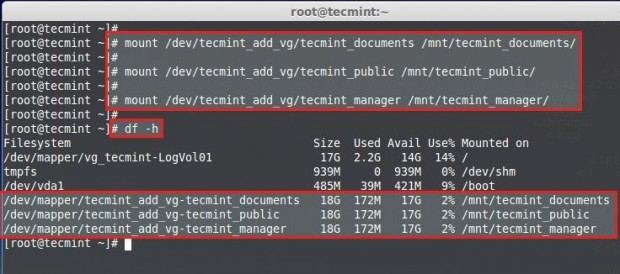 root@tecmint:~
[root@tecmint ~]#
[root@tecmint ~]# mount /dev/tecmint_add_vg/tecmint_documents /mnt/tecmint_documents/
[root@tecmint ~]#
[root@tecmint ~]# mount /dev/tecmint_add_vg/tecmint_public /mnt/tecmint_public/
[root@tecmint ~]#
[root@tecmint ~]# mount /dev/tecmint_add_vg/tecmint_manager /mnt/tecmint_manager/
[root@tecmint ~]#
[root@tecmint ~]# df -h
Filesystem Size Used Avail Use% Mounted on
/dev/mapper/vg_tecmint-LogVol01 17G 2.2G 14G 14% /
tmpfs 939M 0 939M 0% /dev/shm
/dev/vda1 485M 39M 421M 9% /boot
/dev/mapper/tecmint_add_vg-tecmint_documents 18G 172M 17G 2% /mnt/tecmint_documents
/dev/mapper/tecmint_add_vg-tecmint_public 18G 172M 17G 2% /mnt/tecmint_public
/dev/mapper/tecmint_add_vg-tecmint_manager 18G 172M 17G 2% /mnt/tecmint_manager
[root@tecmint ~]#